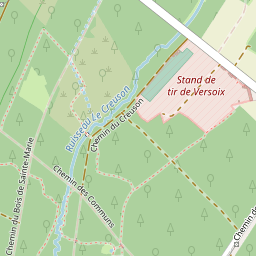 Stand de
tir de Versoix
Ruisseau Le Creuson
Chemin du Creuson
Chemin du Bois de Sainte-Marie
Chemin des Communs
Chemin de